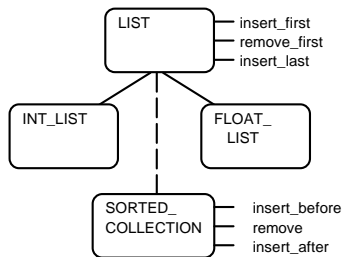 LIST
insert_first
remove_first
insert_last
INT_LIST
FLOAT_
LIST
SORTED_
COLLECTION
insert_before
remove
insert_after